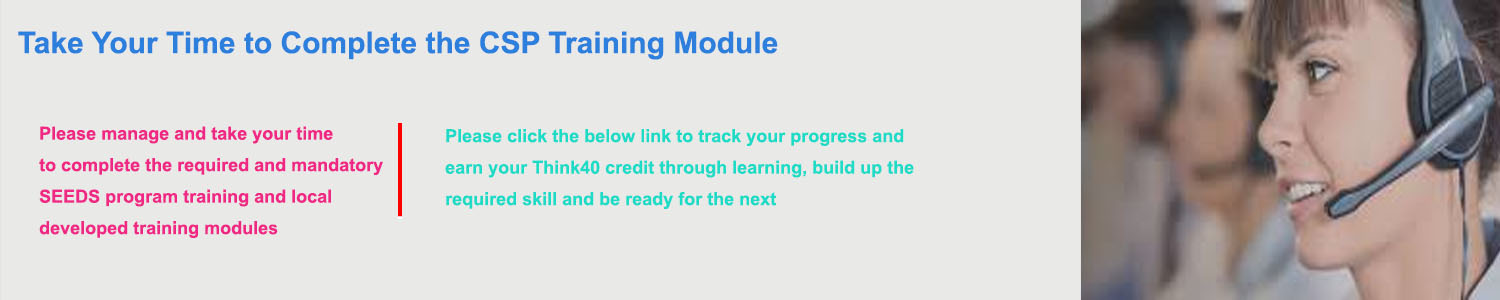 Take Your Time to Complete the CSP Training Module
Please manage and take your time
to complete the required and mandatory
SEEDS program training and local
developed training modules
Please click the below link to track your progress and
earn your Think40 credit through learning, build up the
required skill and be ready for the next